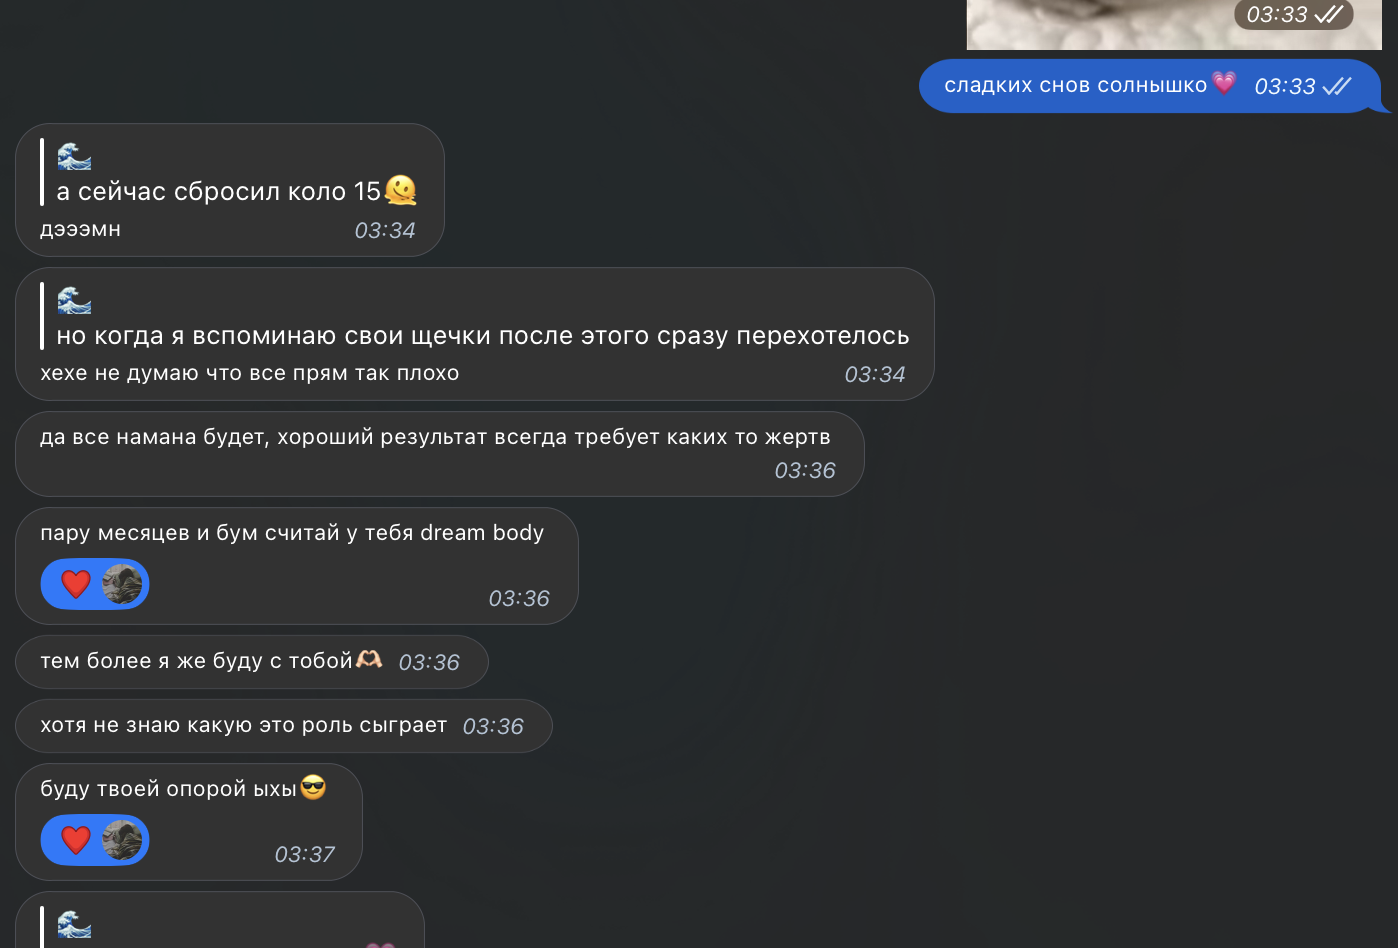 03:33
сладких снов солнышко💗 03:33
🌊
а сейчас сбросил коло 15🫠
дэээмн 03:34
🌊
но когда я вспоминаю свои щечки после этого сразу перехотелось
хехе не думаю что все прям так плохо 03:34
да все намана будет, хороший результат всегда требует каких то жертв
03:36
пару месяцев и бум считай у тебя dream body
❤️ 03:36
тем более я же буду с тобой🫶🏻 03:36
хотя не знаю какую это роль сыграет 03:36
буду твоей опорой ыхы😎
❤️ 03:37
🌊